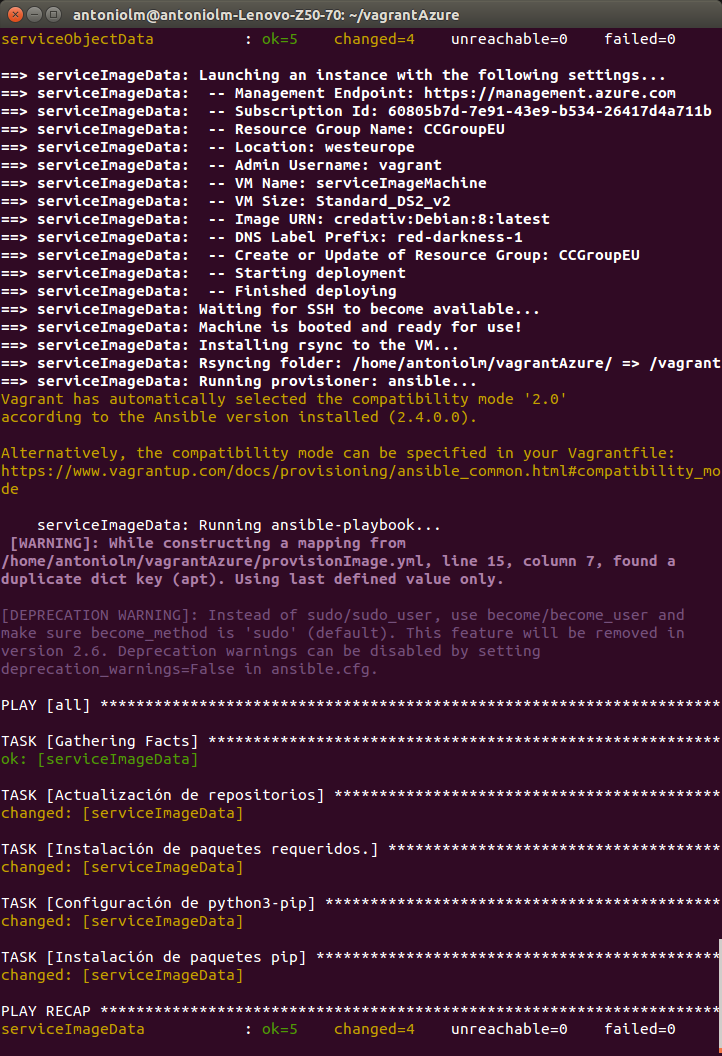 antoniolm@antoniolm-Lenovo-Z50-70: ~/vagrantAzure
serviceObjectData : ok=5 changed=4 unreachable=0 failed=0
==> serviceImageData: Launching an instance with the following settings...
==> serviceImageData: -- Management Endpoint: https://management.azure.com
==> serviceImageData: -- Subscription Id: 60805b7d-7e91-43e9-b534-26417d4a711b
==> serviceImageData: -- Resource Group Name: CCGroupEU
==> serviceImageData: -- Location: westeurope
==> serviceImageData: -- Admin Username: vagrant
==> serviceImageData: -- VM Name: serviceImageMachine
==> serviceImageData: -- VM Size: Standard_DS2_v2
==> serviceImageData: -- Image URN: credativ:Debian:8:latest
==> serviceImageData: -- DNS Label Prefix: red-darkness-1
==> serviceImageData: -- Create or Update of Resource Group: CCGroupEU
==> serviceImageData: -- Starting deployment
==> serviceImageData: -- Finished deploying
==> serviceImageData: Waiting for SSH to become available...
==> serviceImageData: Machine is booted and ready for use!
==> serviceImageData: Installing rsync to the VM...
==> serviceImageData: Rsyncing folder: /home/antoniolm/vagrantAzure/ => /vagrant
==> serviceImageData: Running provisioner: ansible...
Vagrant has automatically selected the compatibility mode '2.0'
according to the Ansible version installed (2.4.0.0).
Alternatively, the compatibility mode can be specified in your Vagrantfile:
https://www.vagrantup.com/docs/provisioning/ansible_common.html#compatibility_mo
de
serviceImageData: Running ansible-playbook...
[WARNING]: While constructing a mapping from
/home/antoniolm/vagrantAzure/provisionImage.yml, line 15, column 7, found a
duplicate dict key (apt). Using last defined value only.
[DEPRECATION WARNING]: Instead of sudo/sudo_user, use become/become_user and
make sure become_method is 'sudo' (default). This feature will be removed in
version 2.6. Deprecation warnings can be disabled by setting
deprecation_warnings=False in ansible.cfg.
PLAY [all] *********************************************************************
TASK [Gathering Facts] *********************************************************
ok: [serviceImageData]
TASK [Actualización de repositorios] *******************************************
changed: [serviceImageData]
TASK [Instalación de paquetes requeridos.] *************************************
changed: [serviceImageData]
TASK [Configuración de python3-pip] ********************************************
changed: [serviceImageData]
TASK [Instalación de paquetes pip] *********************************************
changed: [serviceImageData]
PLAY RECAP *********************************************************************
serviceImageData : ok=5 changed=4 unreachable=0 failed=0